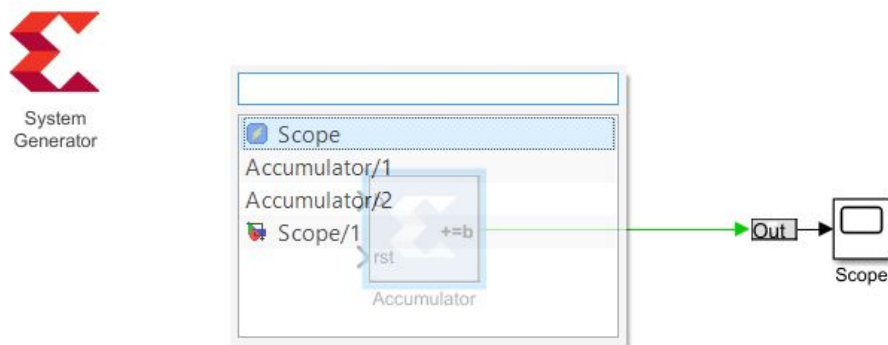 System
Generator
Scope
Accumulator/1
Accumulator/2
Scope/1
+=b
rst
Accumulator
Out
Scope